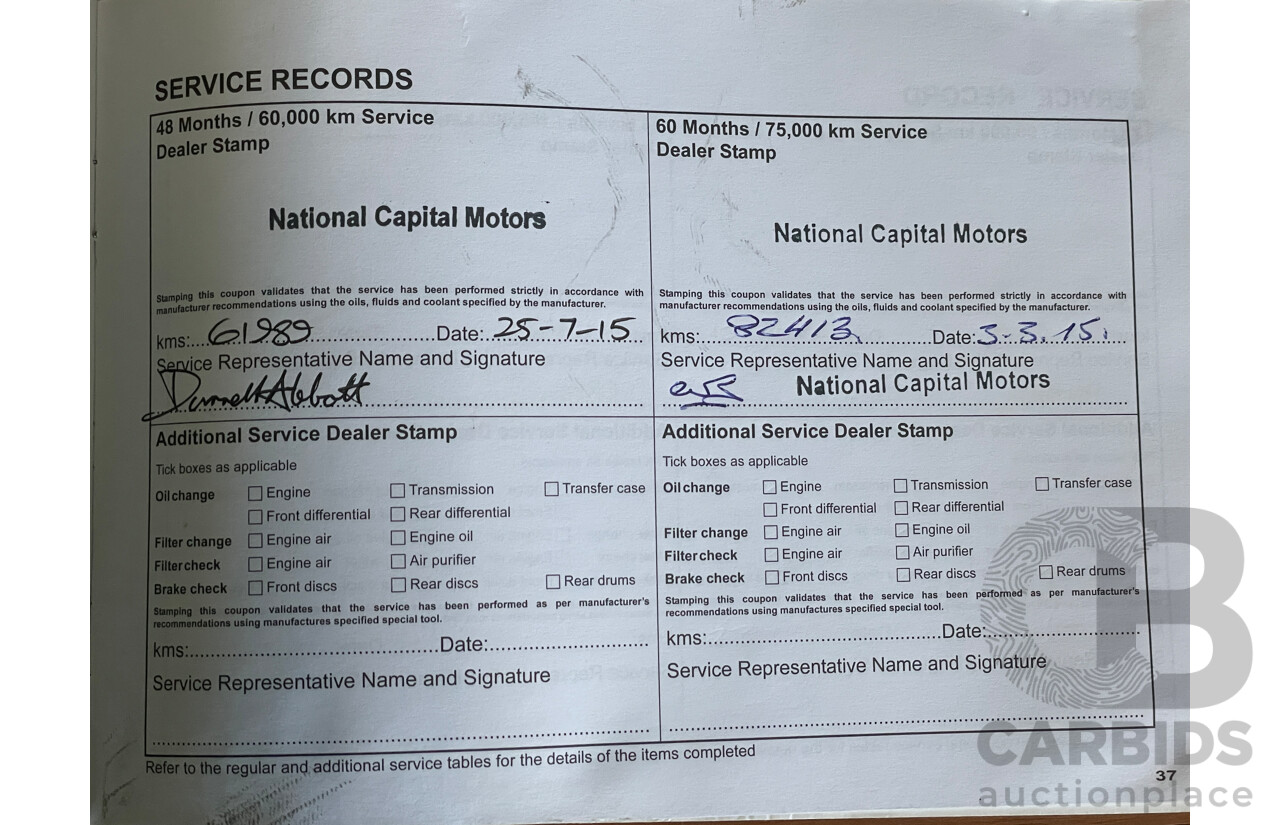 SERVICE RECORDS
48 Months / 60,000 km Service
Dealer Stamp
National Capital Motors
Stamping this coupon validates that the service has been performed strictly in accordance with
manufacturer recommendations using the oils, fluids and coolant specified by the manufacturer.
kms:....61989..............................Date: 25-7-15
Service Representative Name and Signature
Abbott
Additional Service Dealer Stamp
Tick boxes as applicable
Oil change Engine Transmission Transfer case
Front differential Rear differential
Filter change Engine air Engine oil
Filter check Engine air Air purifier
Brake check Front discs Rear discs Rear drums
Stamping this coupon validates that the service has been performed as per manufacturer's
recommendations using manufactures specified special tool.
kms:..........................................Date:............................
Service Representative Name and Signature
60 Months / 75,000 km Service
Dealer Stamp
National Capital Motors
Stamping this coupon validates that the service has been performed strictly in accordance with
manufacturer recommendations using the oils, fluids and coolant specified by the manufacturer.
kms:....82413..............................Date: 3.3.15.
Service Representative Name and Signature
National Capital Motors
Additional Service Dealer Stamp
Tick boxes as applicable
Oil change Engine Transmission Transfer case
Front differential Rear differential
Filter change Engine air Engine oil
Filter check Engine air Air purifier
Brake check Front discs Rear discs Rear drums
Stamping this coupon validates that the service has been performed as per manufacturer's
recommendations using manufactures specified special tool.
kms:..........................................Date:............................
Service Representative Name and Signature
Refer to the regular and additional service tables for the details of the items completed
37
CARBIDS
auctionplace